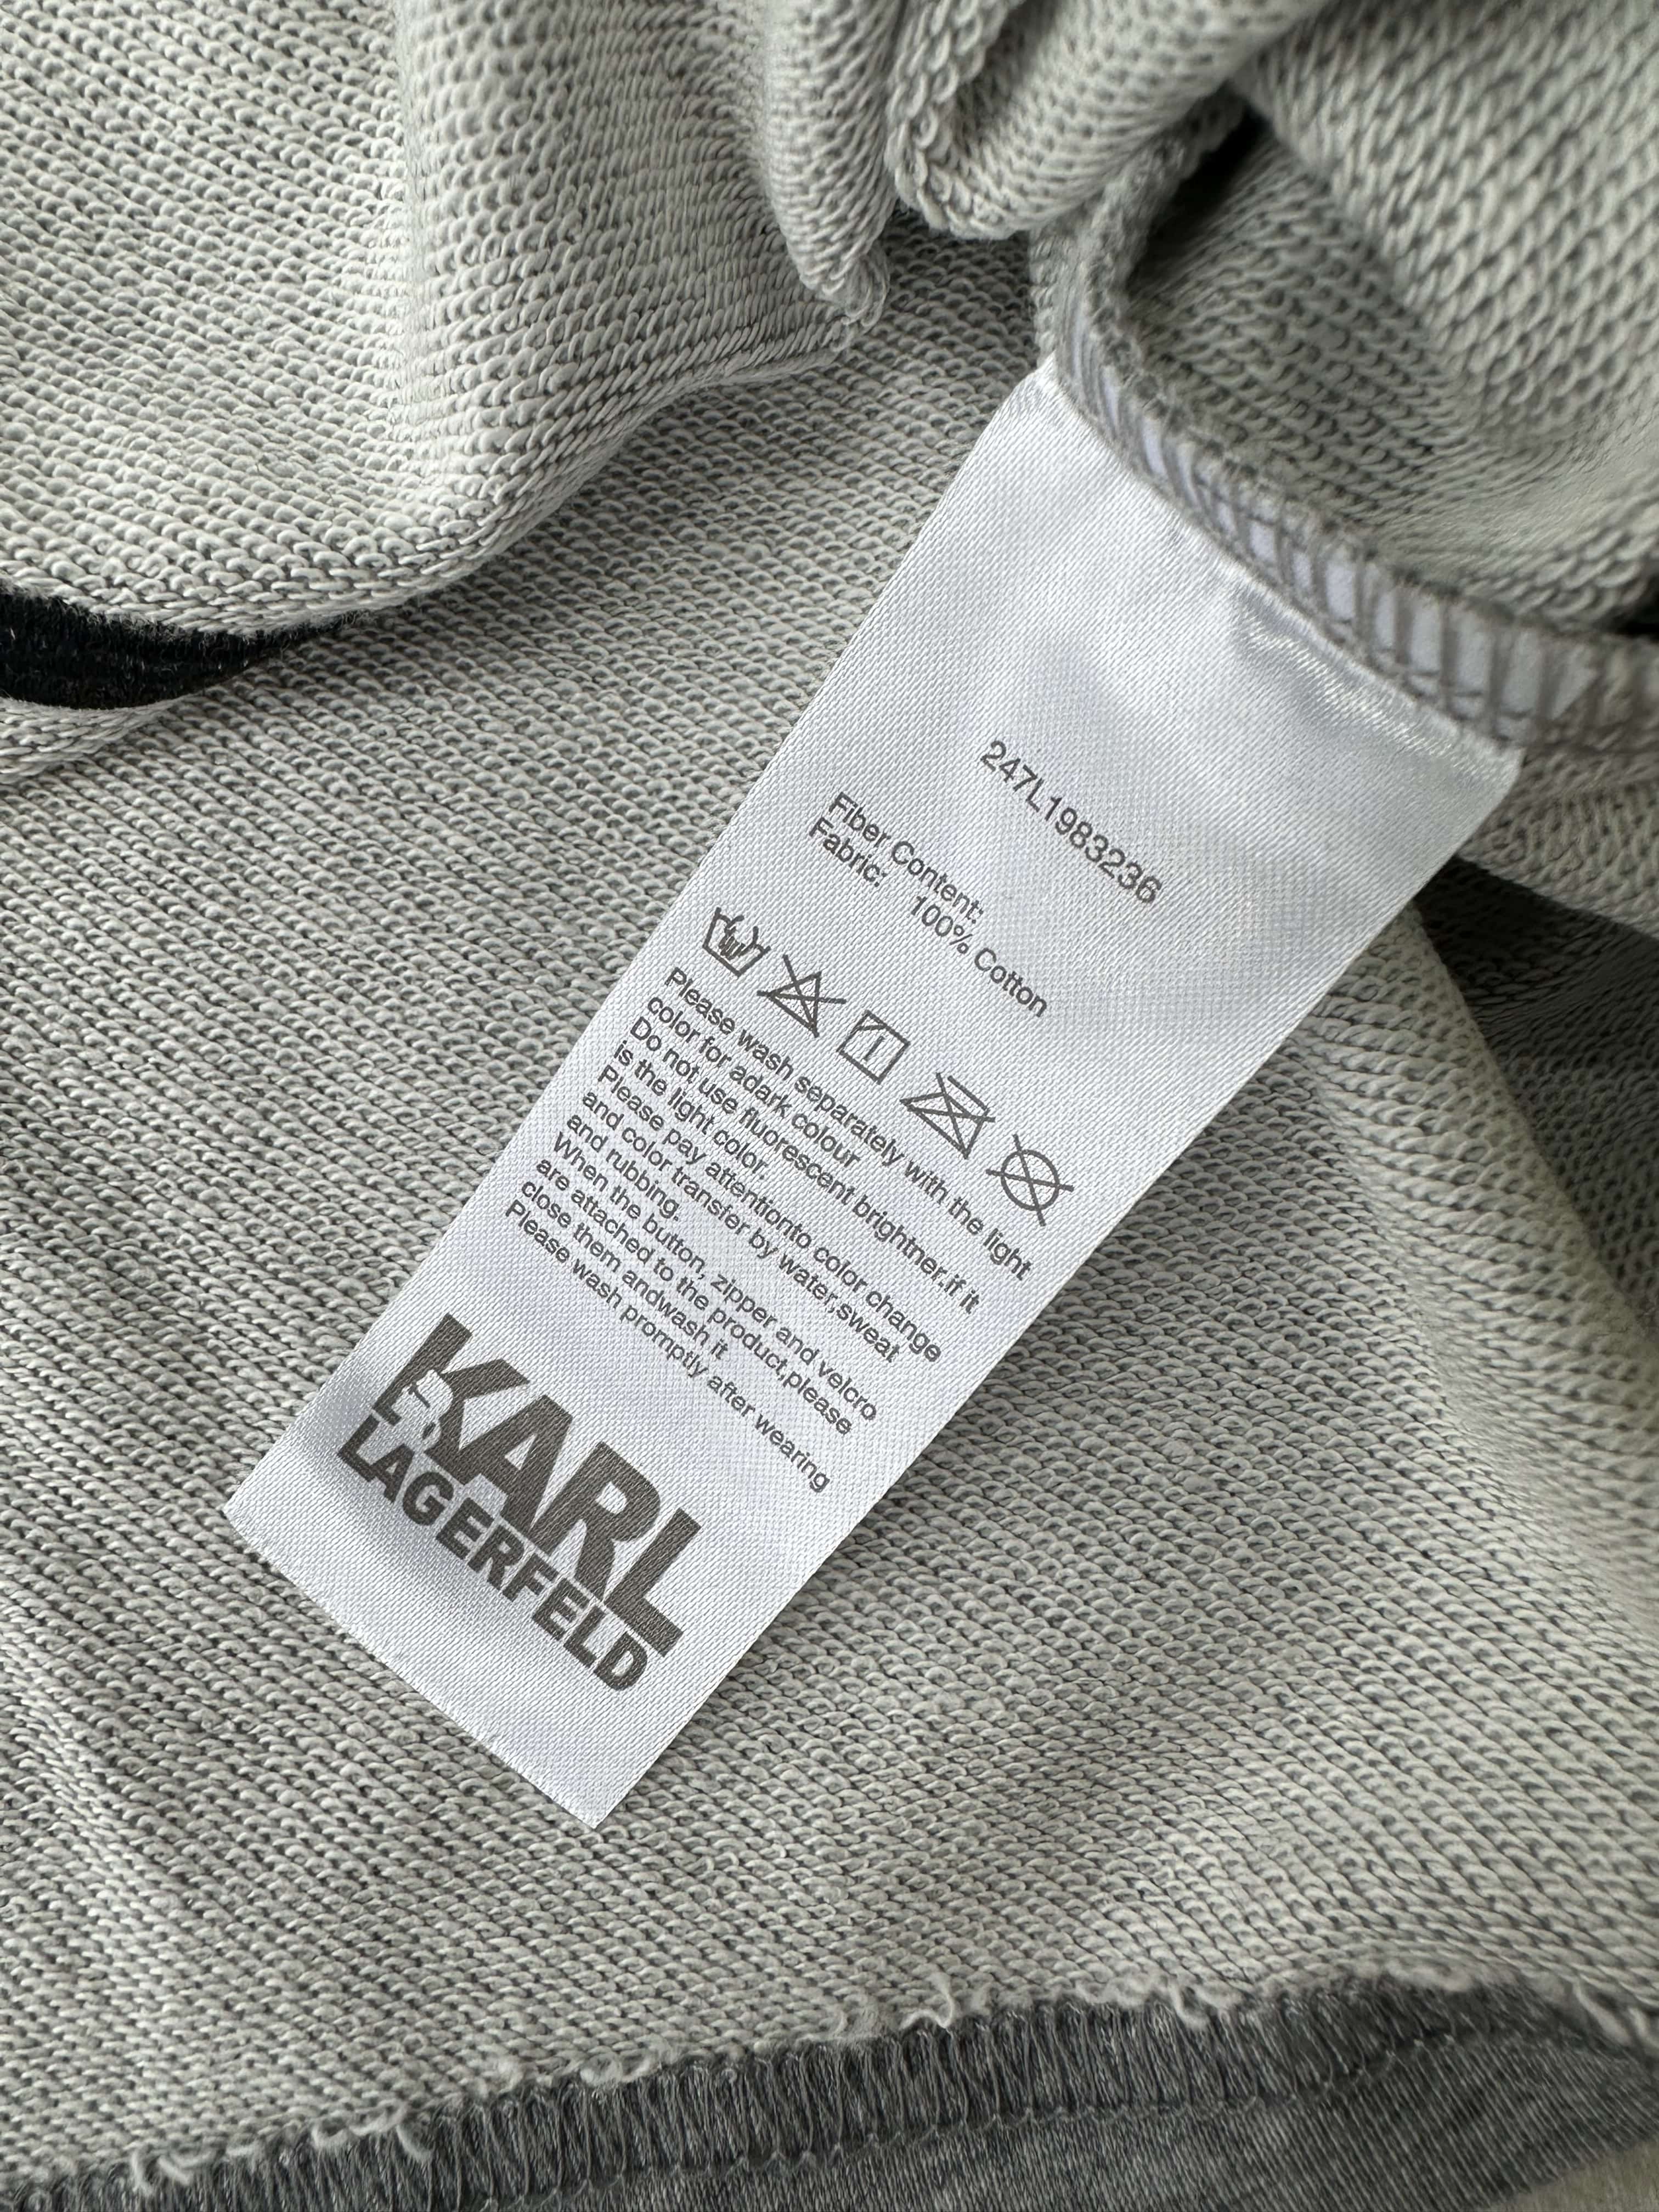 247L1983236
Fiber Content:
Fabric: 100% Cotton
Please wash separately with the light
color for adark colour
Do not use fluorescent brightner.if it
is the light color.
Please pay attentionto color change
and color transfer by water,sweat
and rubbing.
When the button, zipper and velcro
are attached to the product,please
close them andwash it
Please wash promptly after wearing
KARL
LAGERFELD